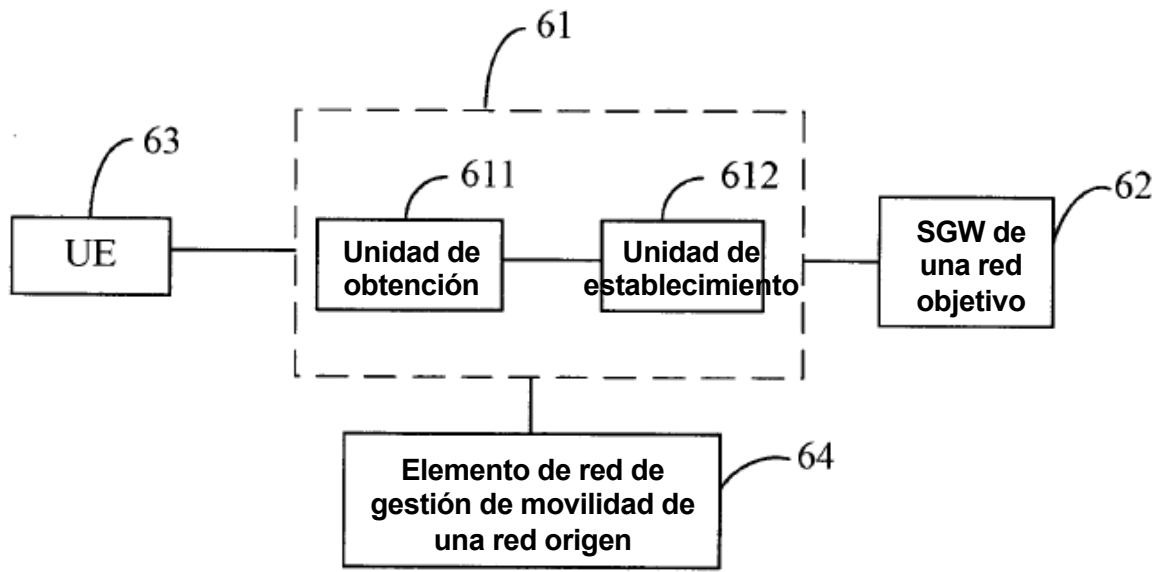 61
63
611
612
62
UE
Unidad de
obtención
Unidad de
establecimiento
SGW de
una red
objetivo
64
Elemento de red de
gestión de movilidad de
una red origen